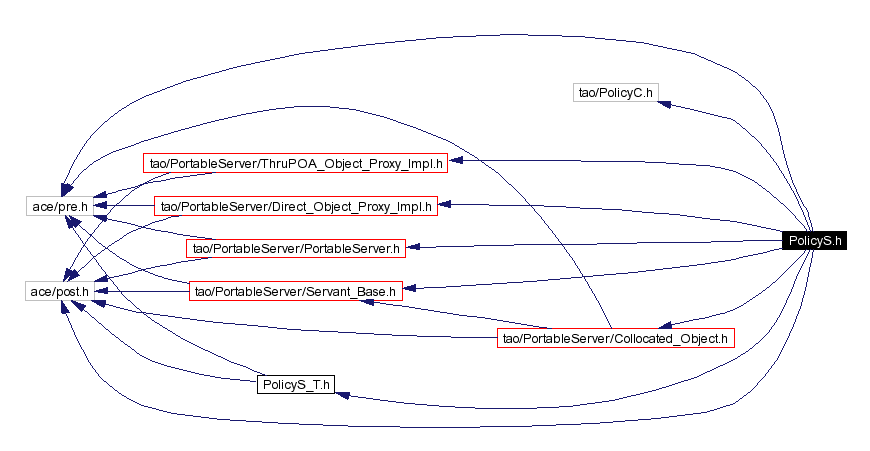 tao/PolicyC.h
tao/PortableServer/ThruPOA_Object_Proxy_Impl.h
ace/pre.h
tao/PortableServer/Direct_Object_Proxy_Impl.h
PolicyS.h
tao/PortableServer/PortableServer.h
ace/post.h
tao/PortableServer/Servant_Base.h
tao/PortableServer/Collocated_Object.h
PolicyS_T.h